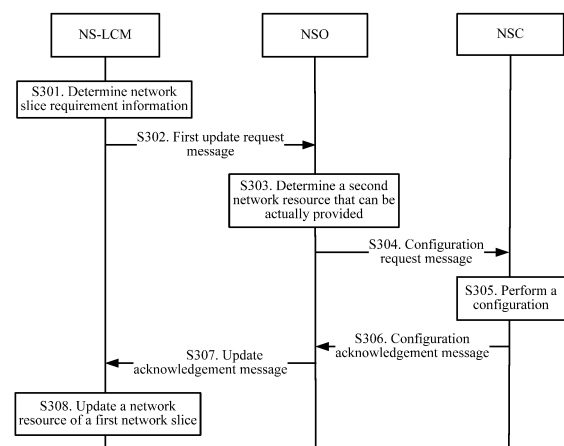 NS-LCM
NSO
NSC
S301. Determine network
slice requirement information
S302. First update request
message
S303. Determine a second
network resource that can be
actually provided
S304. Configuration
request message
S305. Perform a
configuration
S306. Configuration
acknowledgement message
S307. Update
acknowledgement message
S308. Update a network
resource of a first network slice